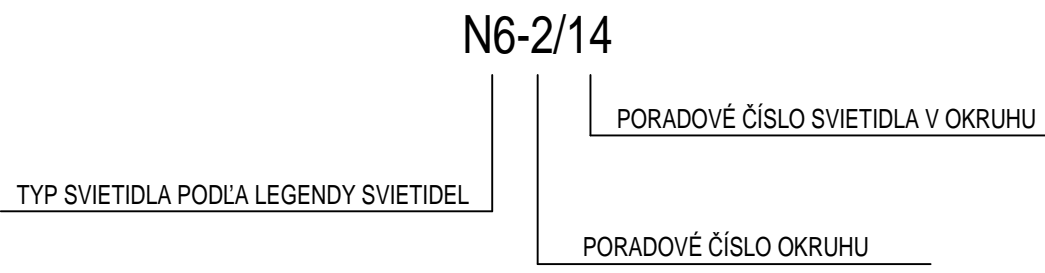 N6-2/14
PORADOVÉ ČÍSLO SVIETIDLA V OKRUHU
TYP SVIETIDLA PODĽA LEGENDY SVIETIDEL
PORADOVÉ ČÍSLO OKRUHU